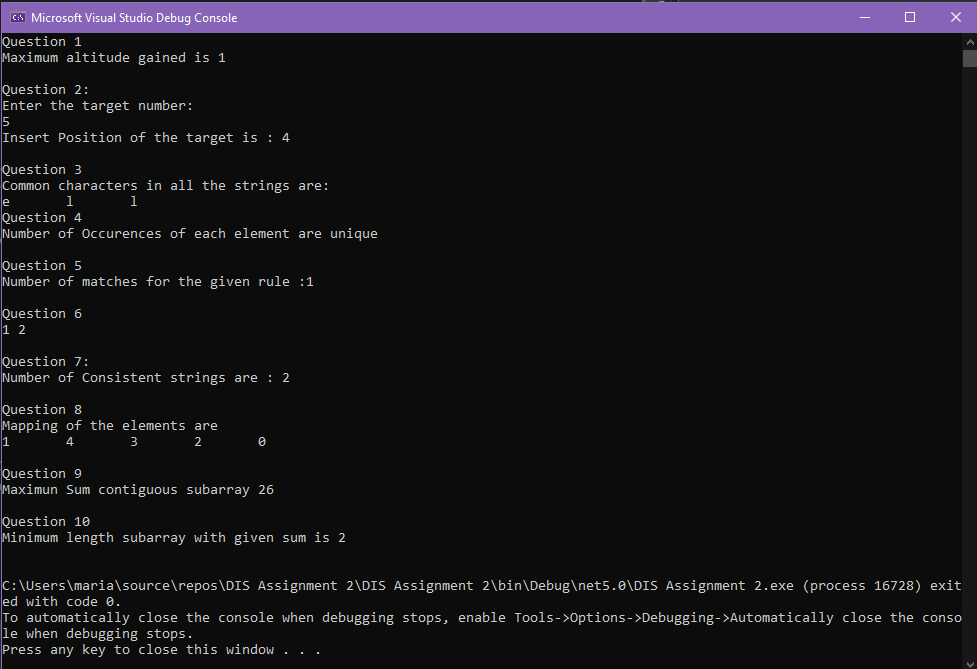 Microsoft Visual Studio Debug Console
Question 1
Maximum altitude gained is 1
Question 2:
Enter the target number:
5
Insert Position of the target is : 4
Question 3
Common characters in all the strings are:
e l l
Question 4
Number of Occurences of each element are unique
Question 5
Number of matches for the given rule :1
Question 6
1 2
Question 7:
Number of Consistent strings are : 2
Question 8
Mapping of the elements are
1 4 3 2 0
Question 9
Maximun Sum contiguous subarray 26
Question 10
Minimum length subarray with given sum is 2
C:\Users\maria\source\repos\DIS Assignment 2\DIS Assignment 2\bin\Debug\net5.0\DIS Assignment 2.exe (process 16728) exit
ed with code 0.
To automatically close the console when debugging stops, enable Tools->Options->Debugging->Automatically close the conso
le when debugging stops.
Press any key to close this window . . .